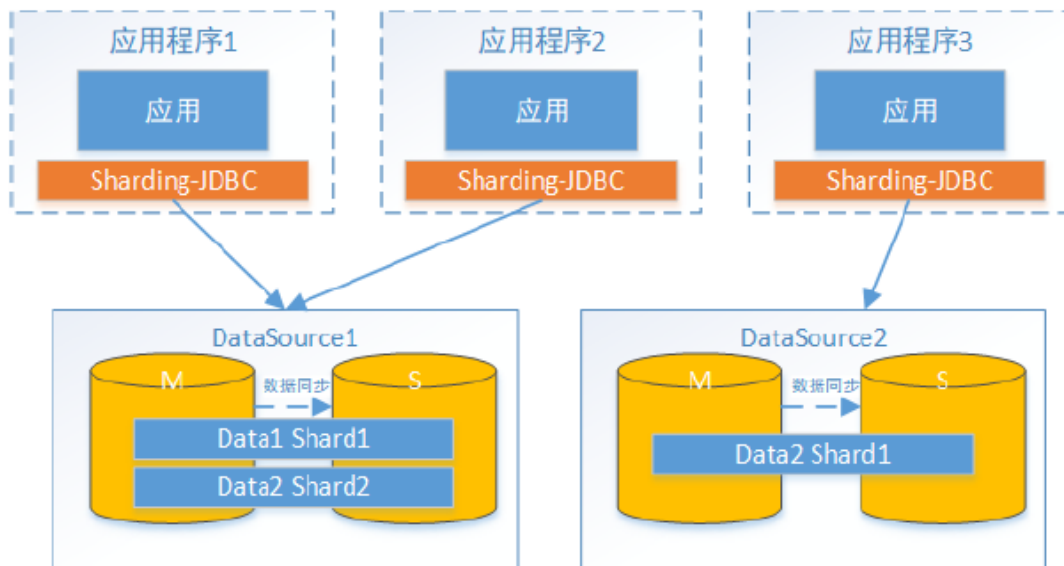 应用程序1
应用程序2
应用程序3
应用
应用
应用
Sharding-JDBC
Sharding-JDBC
Sharding-JDBC
DataSource1
DataSource2
M
数据同步
S
M
数据同步
S
Data1 Shard1
Data2 Shard2
Data2 Shard1